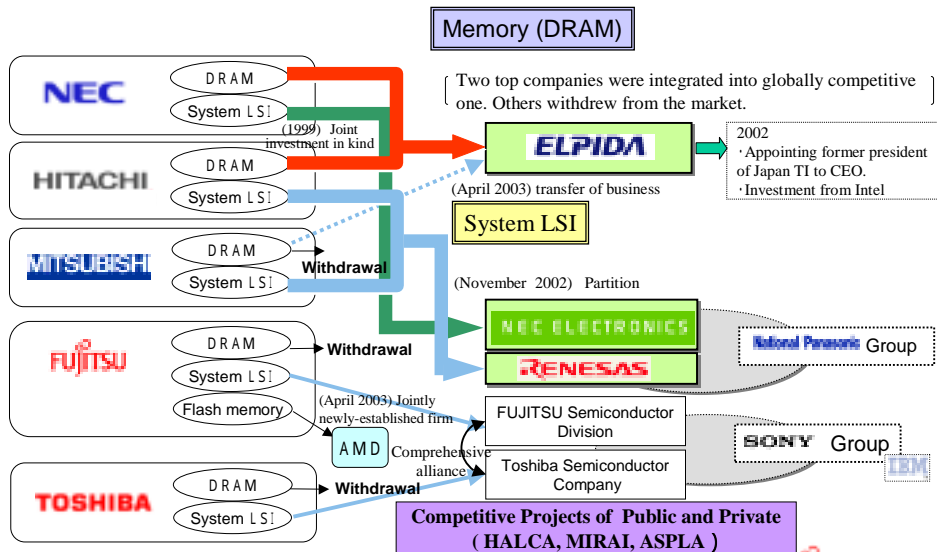 Memory (DRAM)
Two top companies were integrated into globally competitive
one. Others withdrew from the market.
NEC
DRAM
System LSI
(1999) Joint
investment in kind
HITACHI
DRAM
System LSI
ELPIDA
2002
・Appointing former president
of Japan TI to CEO.
・Investment from Intel
(April 2003) transfer of business
System LSI
MITSUBISHI
DRAM
Withdrawal
System LSI
(November 2002) Partition
NEC ELECTRONICS
RENESAS
National Panasonic Group
FUJITSU
DRAM
Withdrawal
System LSI
Flash memory
(April 2003) Jointly
newly-established firm
AMD
Comprehensive
alliance
FUJITSU Semiconductor
Division
Toshiba Semiconductor
Company
SONY Group
IBM
TOSHIBA
DRAM
Withdrawal
System LSI
Competitive Projects of Public and Private
( HALCA, MIRAI, ASPLA )